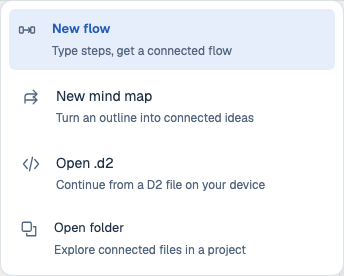 New flow
Type steps, get a connected flow
New mind map
Turn an outline into connected ideas
Open .d2
Continue from a D2 file on your device
Open folder
Explore connected files in a project